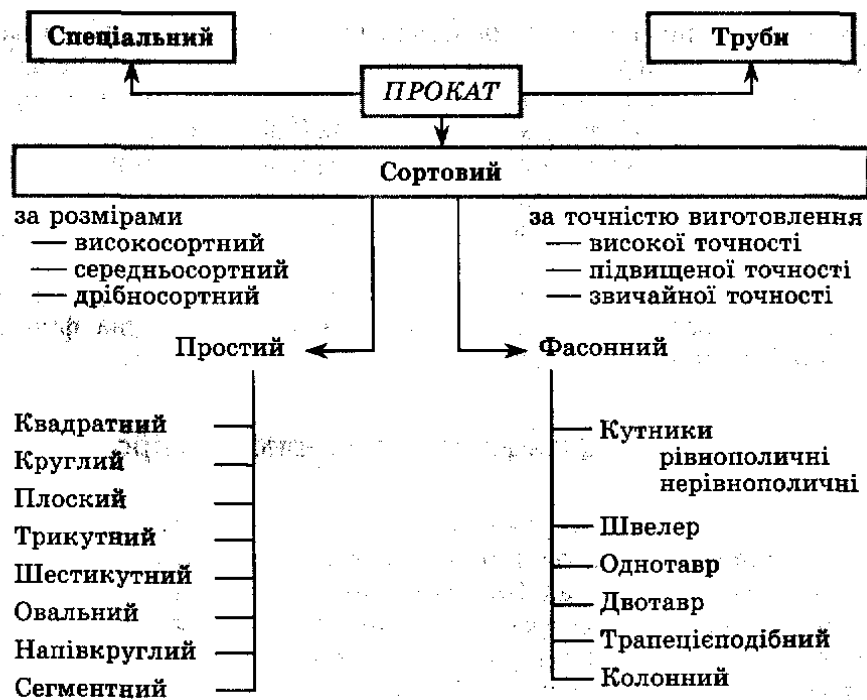 Спеціальний
Труби
ПРОКАТ
Сортовий
за розмірами
— високосортний
— середньосортний
— дрібносортний
за точністю виготовлення
— високої точності
— підвищеної точності
— звичайної точності
Простий
Фасонний
Квадратний
Круглий
Плоский
Трикутний
Шестикутний
Овальний
Напівкруглий
Сегментний
Кутники
рівнополичні
нерівнополичні
Швелер
Однотавр
Двотавр
Трапецієподібний
Колонний